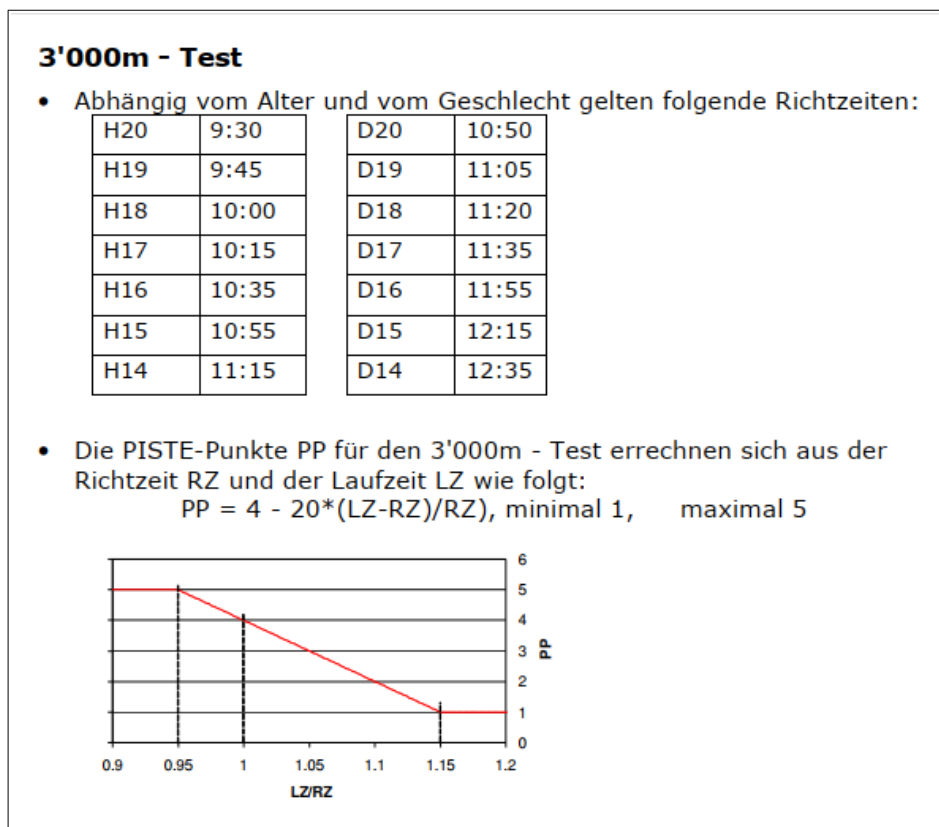 3'000m - Test
• Abhängig vom Alter und vom Geschlecht gelten folgende Richtzeiten:
H20 9:30 D20 10:50
H19 9:45 D19 11:05
H18 10:00 D18 11:20
H17 10:15 D17 11:35
H16 10:35 D16 11:55
H15 10:55 D15 12:15
H14 11:15 D14 12:35
• Die PISTE-Punkte PP für den 3'000m - Test errechnen sich aus der
Richtzeit RZ und der Laufzeit LZ wie folgt:
PP = 4 - 20*(LZ-RZ)/RZ), minimal 1, maximal 5
6
5
4
3
2
1
0
PP
0.9 0.95 1 1.05 1.1 1.15 1.2
LZ/RZ